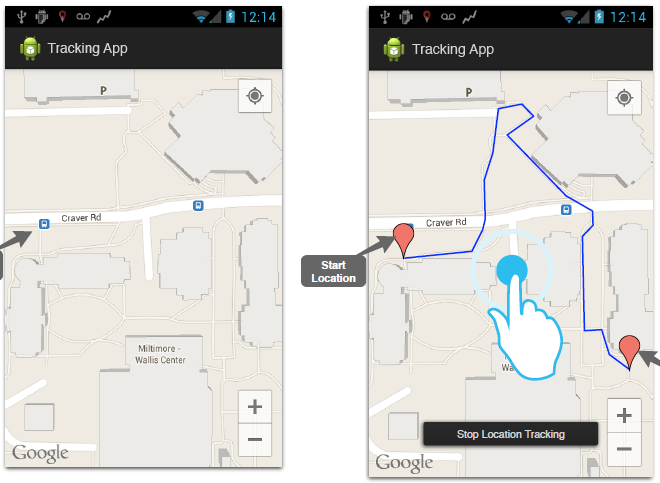 12:14
Tracking App
P
Craver Rd
Miltimore -
Wallis Center
+
−
Google
12:14
Tracking App
P
Craver Rd
Start
Location
Wa
Stop Location Tracking
+
−
Google